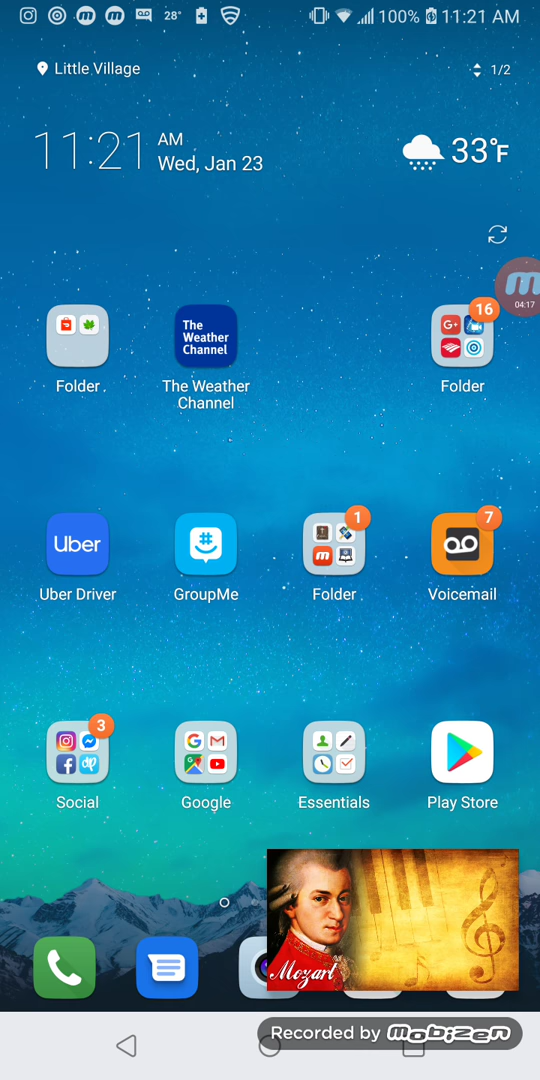 28° 100% 11:21 AM
Little Village 1/2
11:21 AM
Wed, Jan 23
33°F
m
04:17
The
Weather
Channel
16
G+
Folder
The Weather
Channel
Folder
Uber
1
7
Uber Driver
GroupMe
Folder
Voicemail
3
Social
Google
Essentials
Play Store
Mozart
Recorded by mobizen